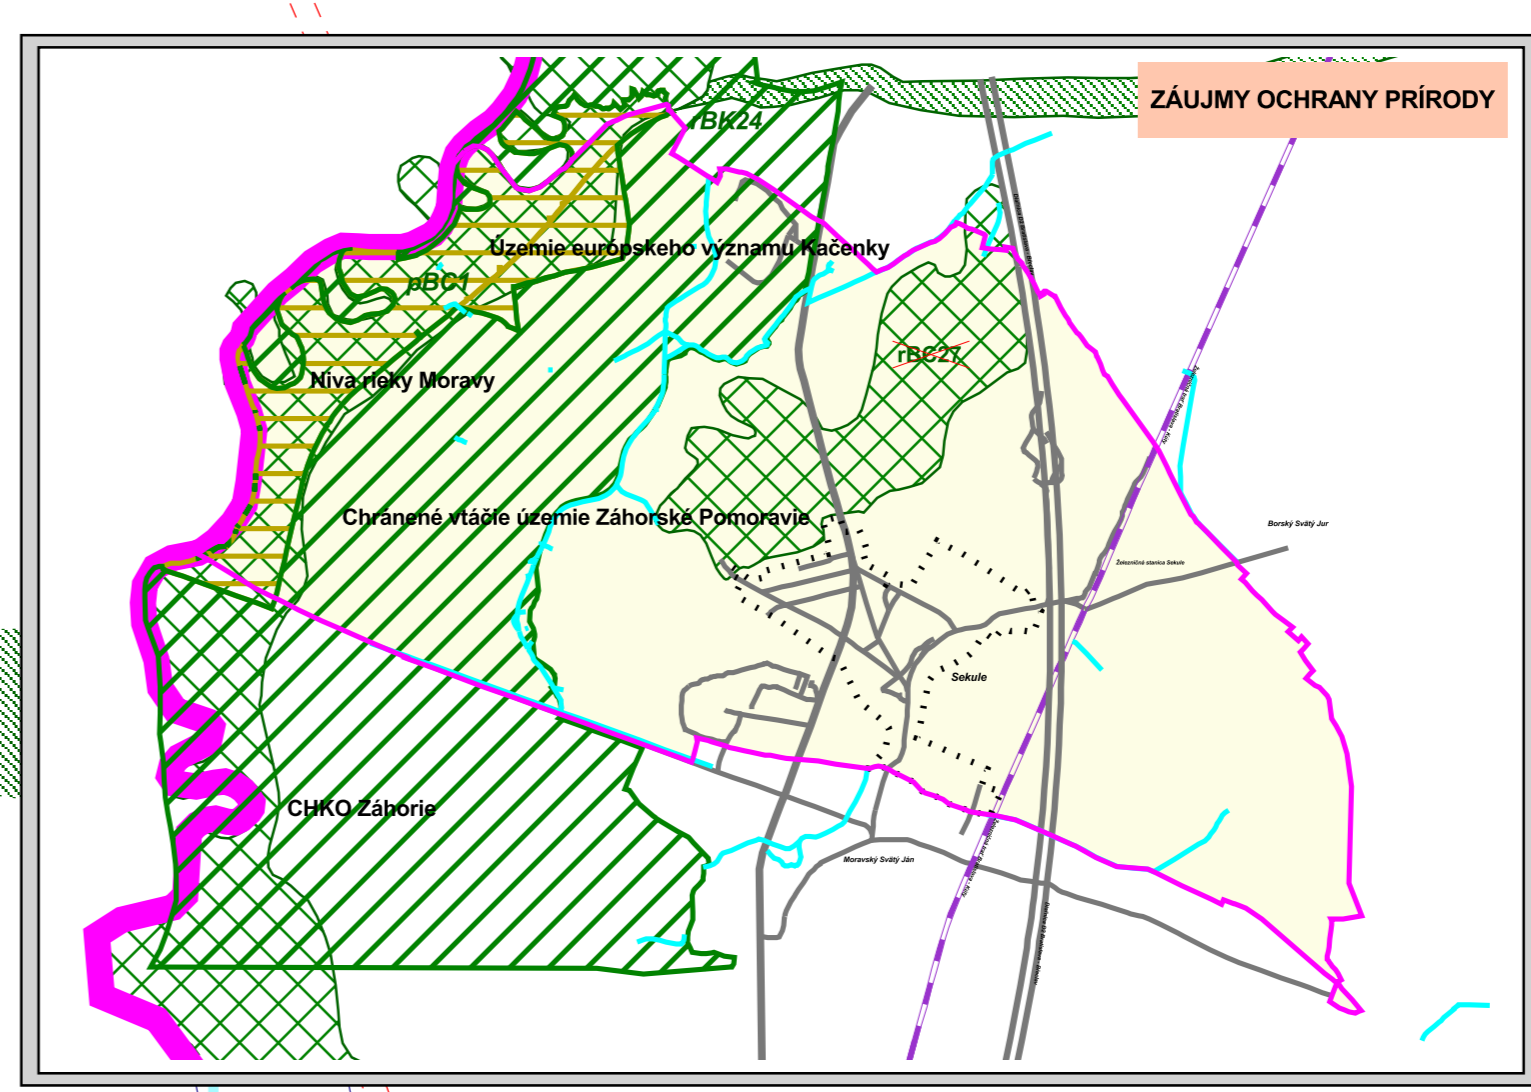 ZÁUJMY OCHRANY PRÍRODY
rBK24
Územie európskeho významu Kačenky
pBC1
rBC27
Niva rieky Moravy
Chránené vtáčie územie Záhorské Pomoravie
Borský Svätý Jur
Železničná stanica Sekule
Sekule
CHKO Záhorie
Moravský Svätý Ján